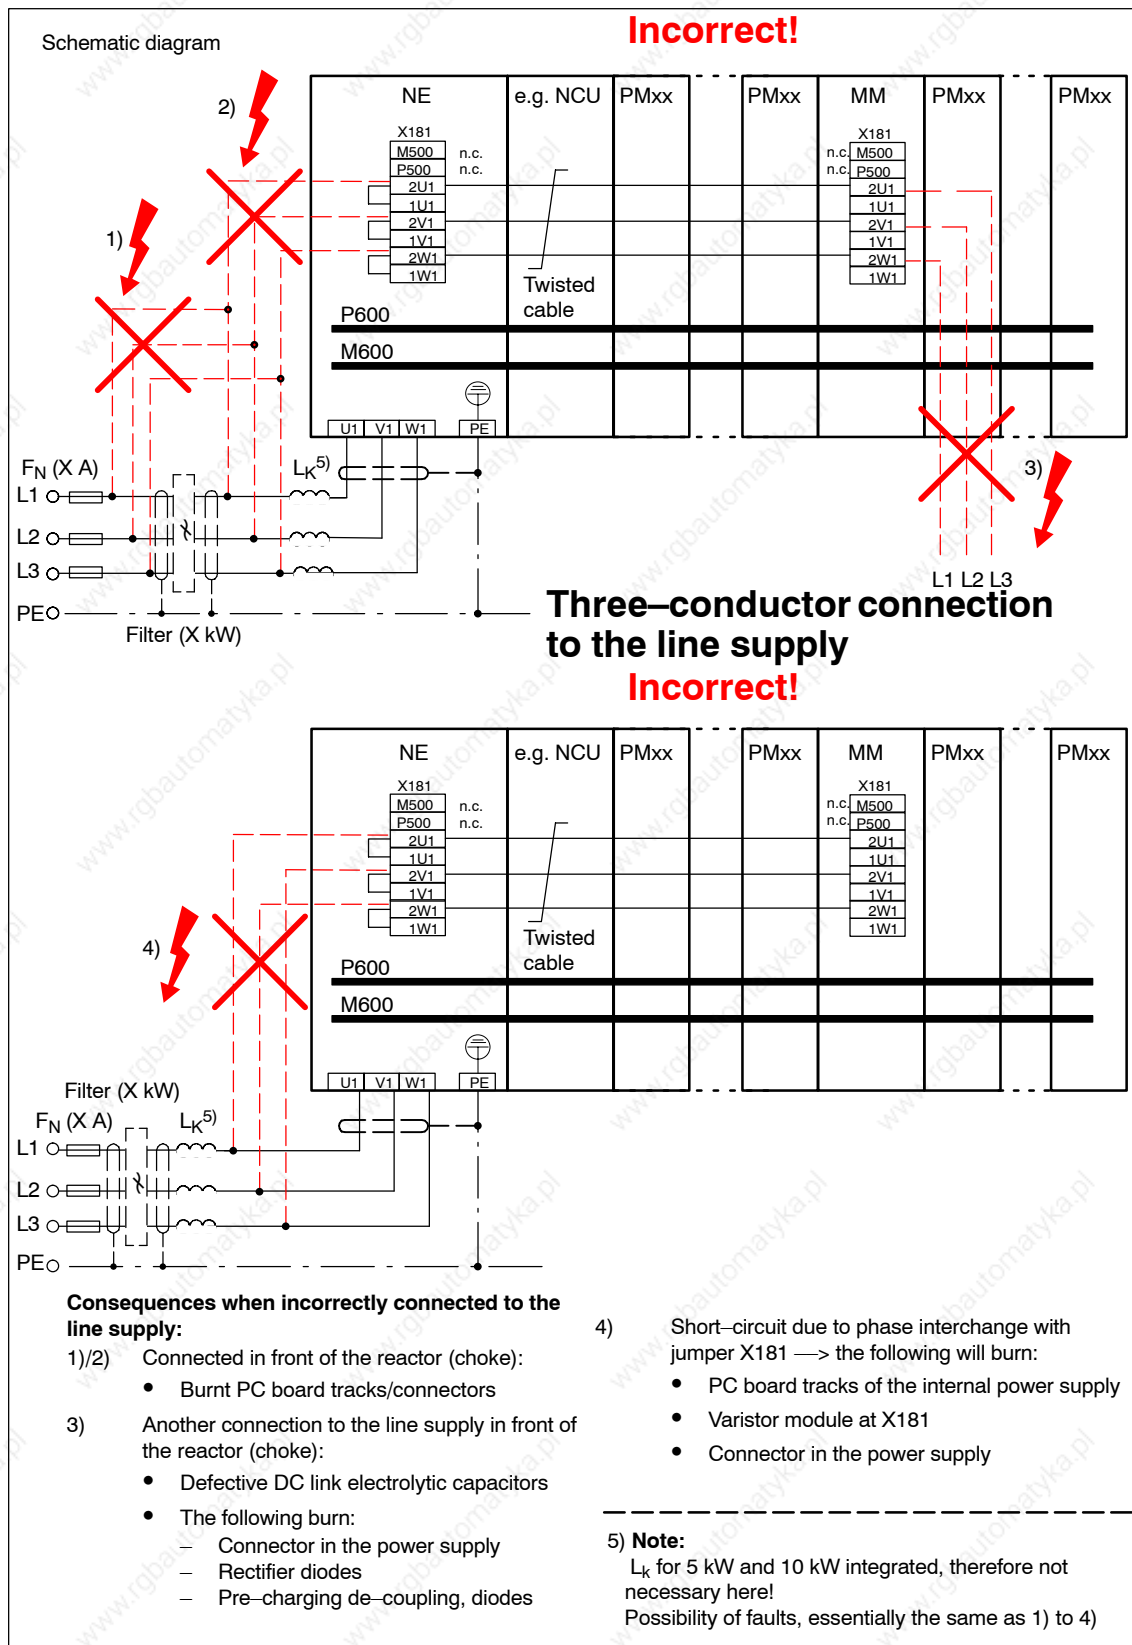 Schematic diagram
Incorrect!
2)
1)
NE
e.g. NCU
PMxx
PMxx
MM
PMxx
PMxx
X181
M500
n.c.
P500
n.c.
2U1
1U1
2V1
1V1
2W1
1W1
X181
n.c.
M500
n.c.
P500
2U1
1U1
2V1
1V1
2W1
1W1
Twisted
cable
P600
M600
U1
V1
W1
PE
3)
FN (X A)
LK5)
L1
L2
L3
PE
Filter (X kW)
L1 L2 L3
Three–conductor connection
to the line supply
Incorrect!
NE
e.g. NCU
PMxx
PMxx
MM
PMxx
PMxx
X181
M500
n.c.
P500
n.c.
2U1
1U1
2V1
1V1
2W1
1W1
X181
n.c.
M500
n.c.
P500
2U1
1U1
2V1
1V1
2W1
1W1
4)
Twisted
cable
P600
M600
U1
V1
W1
PE
Filter (X kW)
FN (X A)
LK5)
L1
L2
L3
PE
Consequences when incorrectly connected to the
line supply:
1)/2) Connected in front of the reactor (choke):
• Burnt PC board tracks/connectors
3) Another connection to the line supply in front of
the reactor (choke):
• Defective DC link electrolytic capacitors
• The following burn:
– Connector in the power supply
– Rectifier diodes
– Pre–charging de–coupling, diodes
4) Short–circuit due to phase interchange with
jumper X181 —> the following will burn:
• PC board tracks of the internal power supply
• Varistor module at X181
• Connector in the power supply
5) Note:
Lk for 5 kW and 10 kW integrated, therefore not
necessary here!
Possibility of faults, essentially the same as 1) to 4)
www.rgbautomatyka.pl